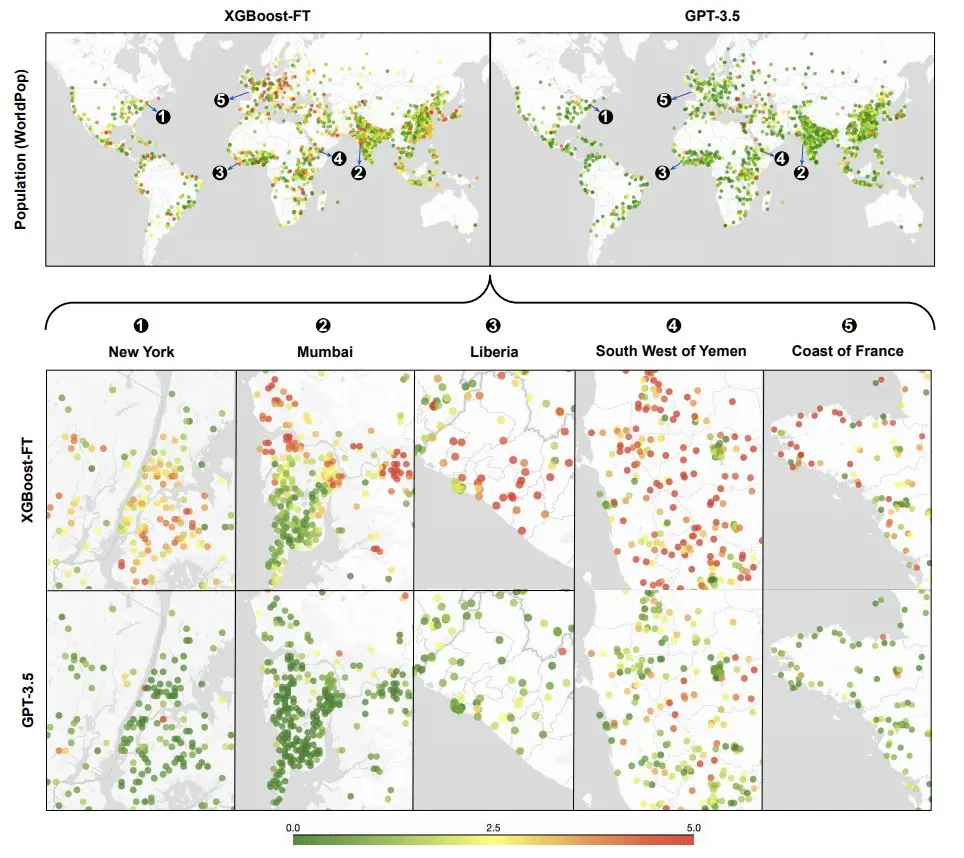 XGBoost-FT
GPT-3.5
Population (WorldPop)
1
2
3
4
5
1
2
3
4
5
1
2
3
4
5
New York
Mumbai
Liberia
South West of Yemen
Coast of France
XGBoost-FT
GPT-3.5
0.0
2.5
5.0